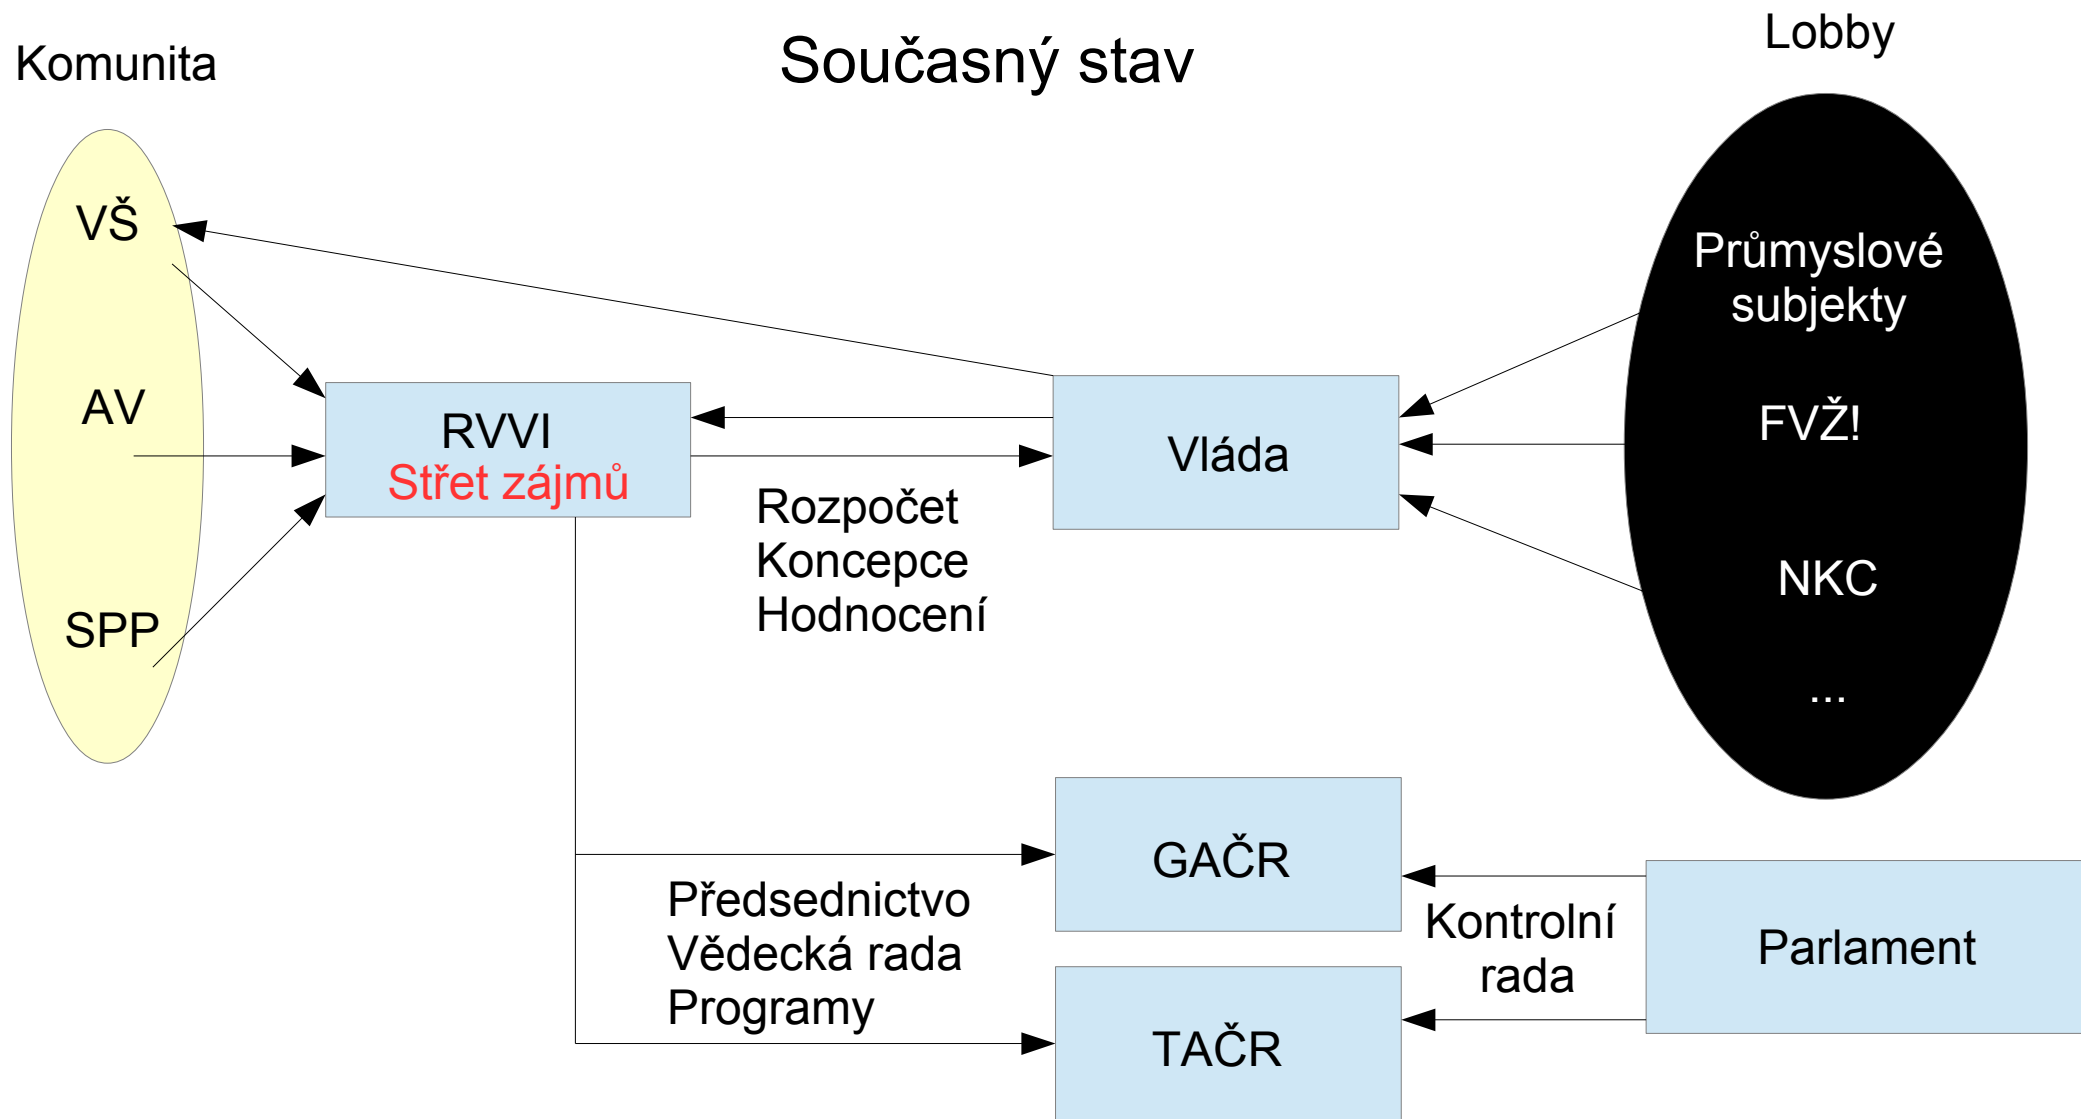 Současný stav
Komunita
Lobby
VŠ
AV
SPP
RVVI
Střet zájmů
Rozpočet
Koncepce
Hodnocení
Vláda
Průmyslové
subjekty
FVŽ!
NKC
...
Předsednictvo
Vědecká rada
Programy
GAČR
TAČR
Kontrolní
rada
Parlament